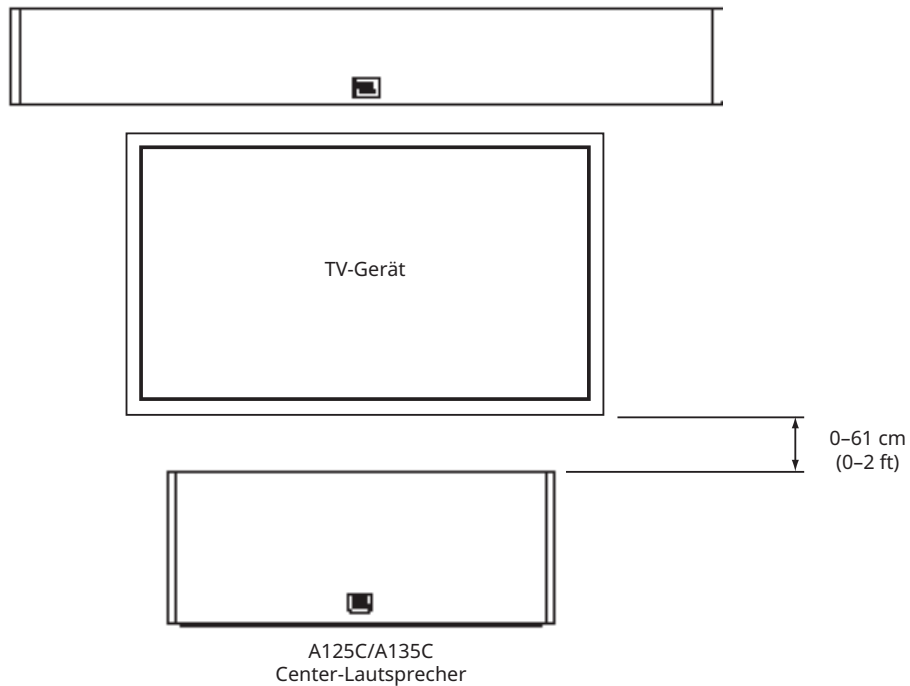 TV-Gerät
0–61 cm
(0–2 ft)
A125C/A135C
Center-Lautsprecher